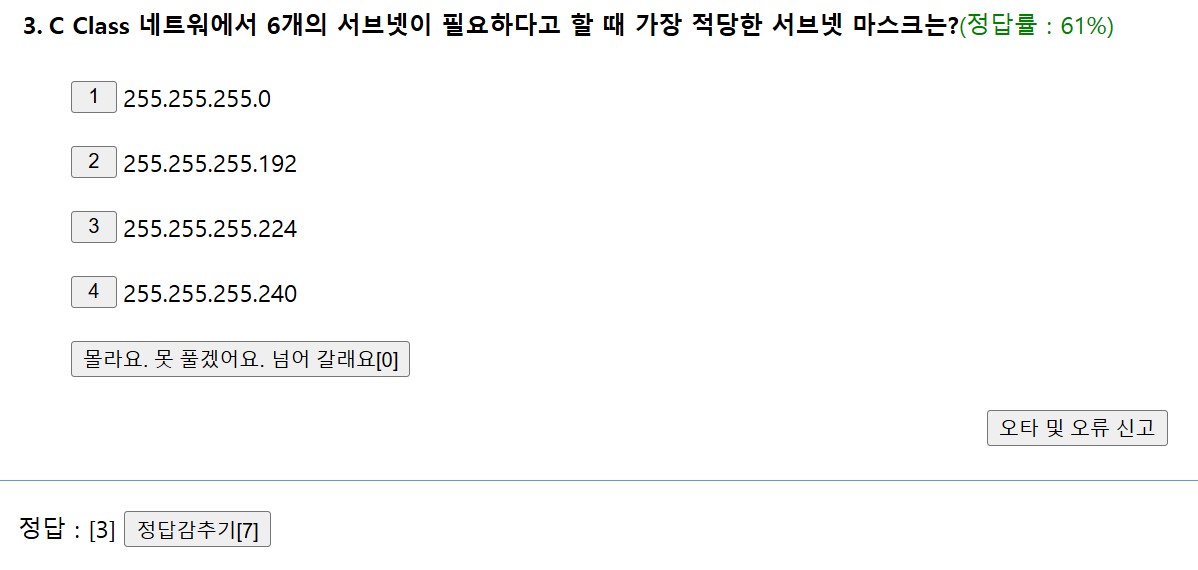 3. C Class 네트워에서 6개의 서브넷이 필요하다고 할 때 가장 적당한 서브넷 마스크는?(정답률 : 61%)
1 255.255.255.0
2 255.255.255.192
3 255.255.255.224
4 255.255.255.240
몰라요. 못 풀겠어요. 넘어 갈래요[0]
오타 및 오류 신고
정답 : [3] 정답감추기[7]